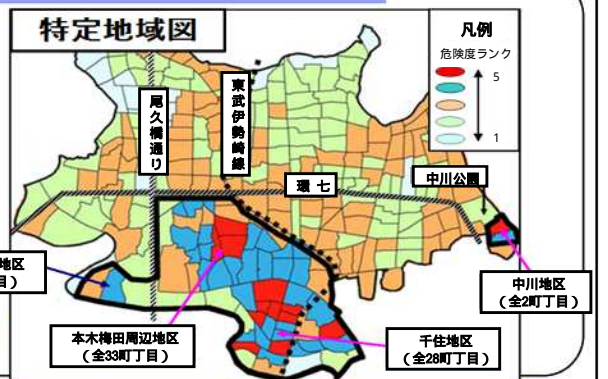 特定地域図
凡例
危険度ランク
5
1
尾久橋通り
東武伊勢崎線
環七
中川公園
地区
目）
中川地区
（全2町丁目）
本木梅田周辺地区
（全33町丁目）
千住地区
（全28町丁目）